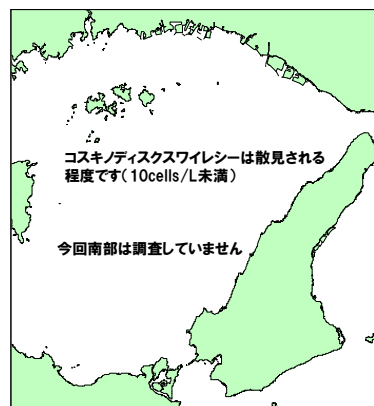 コスキノディスクスワイレシーは散見される
程度です(10cells/L未満)
今回南部は調査していません